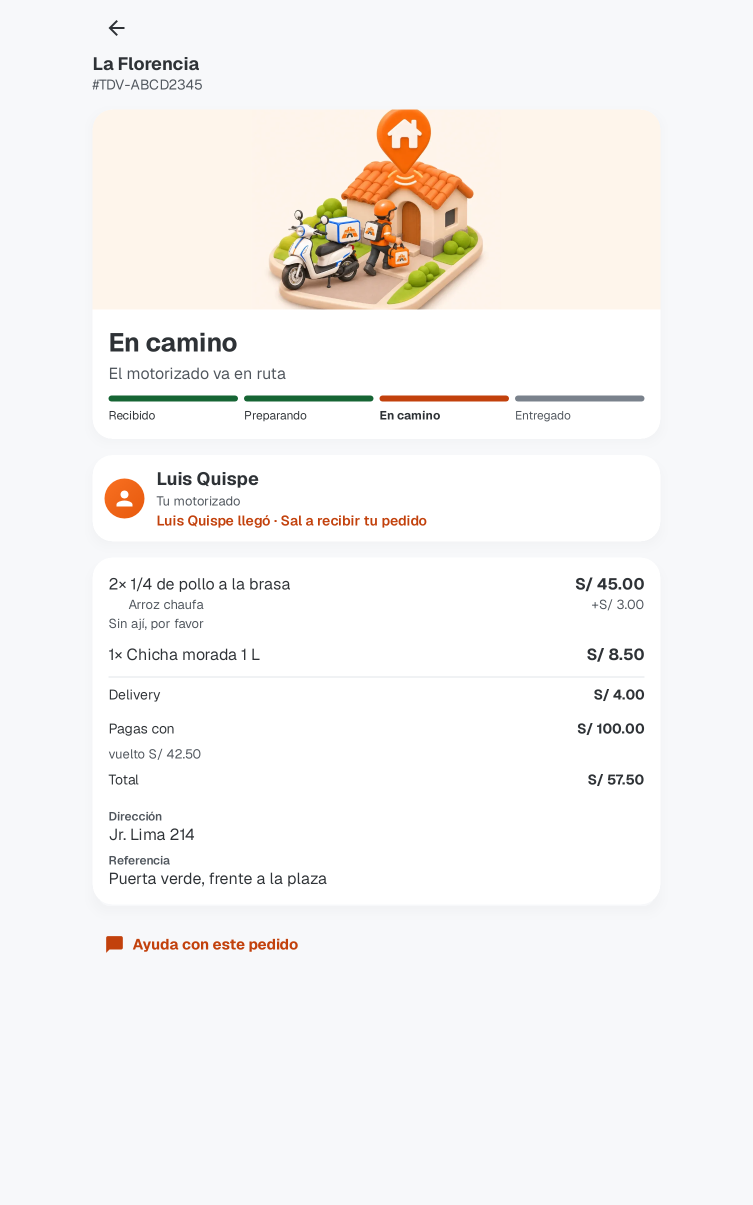 La Florencia
#TDV-ABCD2345
En camino
El motorizado va en ruta
Recibido
Preparando
En camino
Entregado
Luis Quispe
Tu motorizado
Luis Quispe llegó · Sal a recibir tu pedido
2× 1/4 de pollo a la brasa S/ 45.00
Arroz chaufa +S/ 3.00
Sin ají, por favor
1× Chicha morada 1 L S/ 8.50
Delivery S/ 4.00
Pagas con S/ 100.00
vuelto S/ 42.50
Total S/ 57.50
Dirección
Jr. Lima 214
Referencia
Puerta verde, frente a la plaza
Ayuda con este pedido